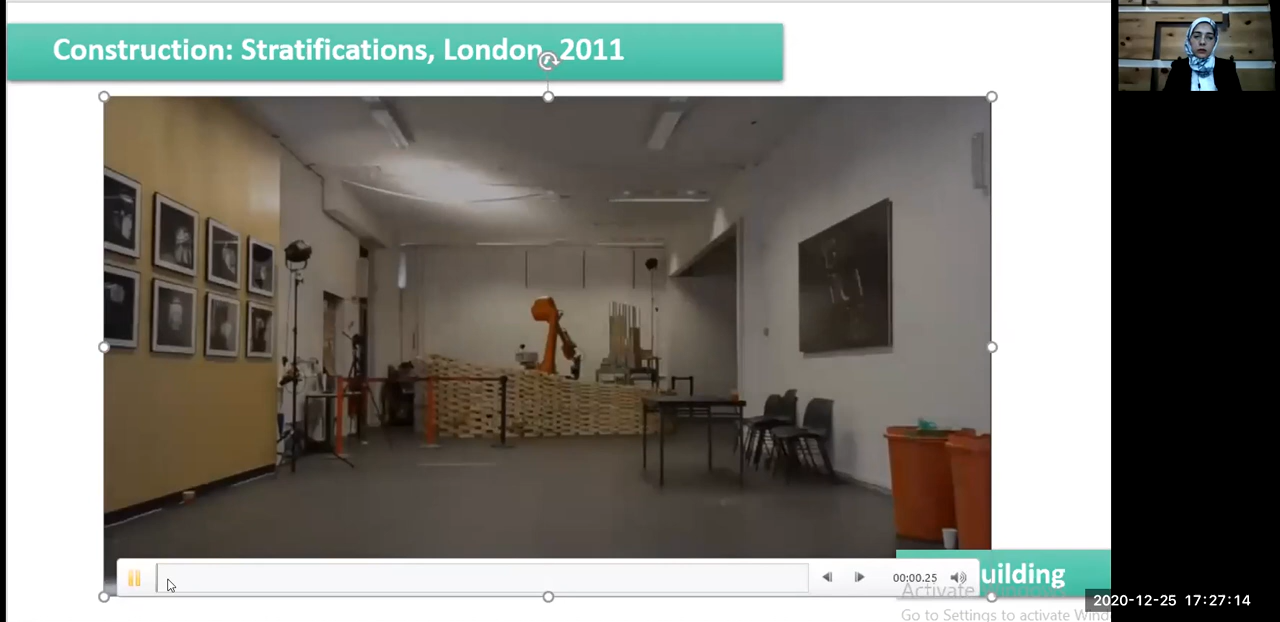 Construction: Stratifications, London, 2011
00:00.25
uilding
Activate Windows
2020-12-25 17:27:14
Go to Settings to activate Wind